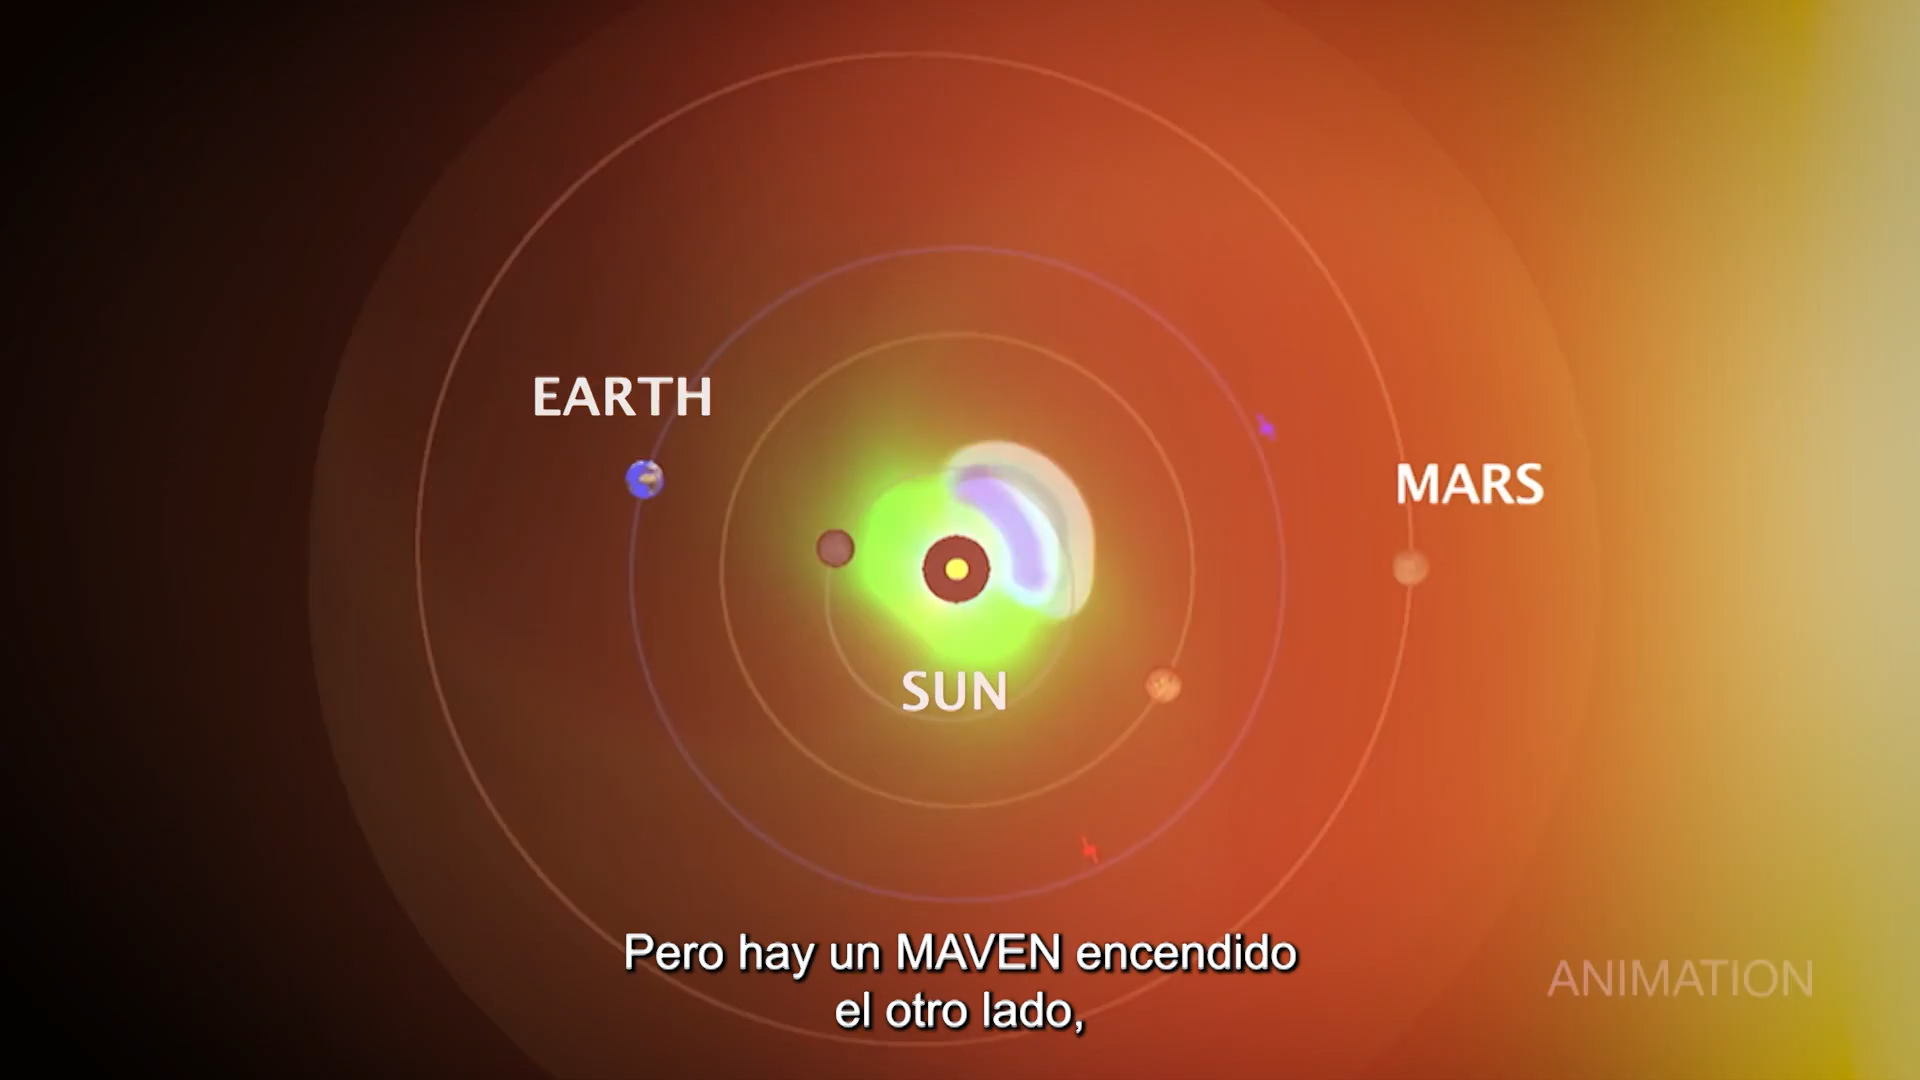 EARTH
MARS
SUN
Pero hay un MAVEN encendido
el otro lado,
ANIMATION